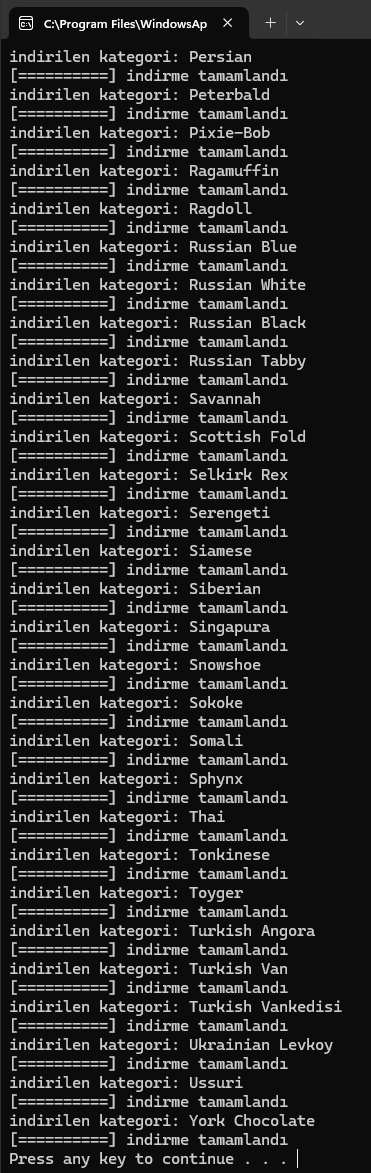 C:\Program Files\WindowsAp
indirilen kategori: Persian
[==========] indirme tamamlandı
indirilen kategori: Peterbald
[==========] indirme tamamlandı
indirilen kategori: Pixie-Bob
[==========] indirme tamamlandı
indirilen kategori: Ragamuffin
[==========] indirme tamamlandı
indirilen kategori: Ragdoll
[==========] indirme tamamlandı
indirilen kategori: Russian Blue
[==========] indirme tamamlandı
indirilen kategori: Russian White
[==========] indirme tamamlandı
indirilen kategori: Russian Black
[==========] indirme tamamlandı
indirilen kategori: Russian Tabby
[==========] indirme tamamlandı
indirilen kategori: Savannah
[==========] indirme tamamlandı
indirilen kategori: Scottish Fold
[==========] indirme tamamlandı
indirilen kategori: Selkirk Rex
[==========] indirme tamamlandı
indirilen kategori: Serengeti
[==========] indirme tamamlandı
indirilen kategori: Siamese
[==========] indirme tamamlandı
indirilen kategori: Siberian
[==========] indirme tamamlandı
indirilen kategori: Singapura
[==========] indirme tamamlandı
indirilen kategori: Snowshoe
[==========] indirme tamamlandı
indirilen kategori: Sokoke
[==========] indirme tamamlandı
indirilen kategori: Somali
[==========] indirme tamamlandı
indirilen kategori: Sphynx
[==========] indirme tamamlandı
indirilen kategori: Thai
[==========] indirme tamamlandı
indirilen kategori: Tonkinese
[==========] indirme tamamlandı
indirilen kategori: Toyger
[==========] indirme tamamlandı
indirilen kategori: Turkish Angora
[==========] indirme tamamlandı
indirilen kategori: Turkish Van
[==========] indirme tamamlandı
indirilen kategori: Turkish Vankedisi
[==========] indirme tamamlandı
indirilen kategori: Ukrainian Levkoy
[==========] indirme tamamlandı
indirilen kategori: Ussuri
[==========] indirme tamamlandı
indirilen kategori: York Chocolate
[==========] indirme tamamlandı
Press any key to continue . . .